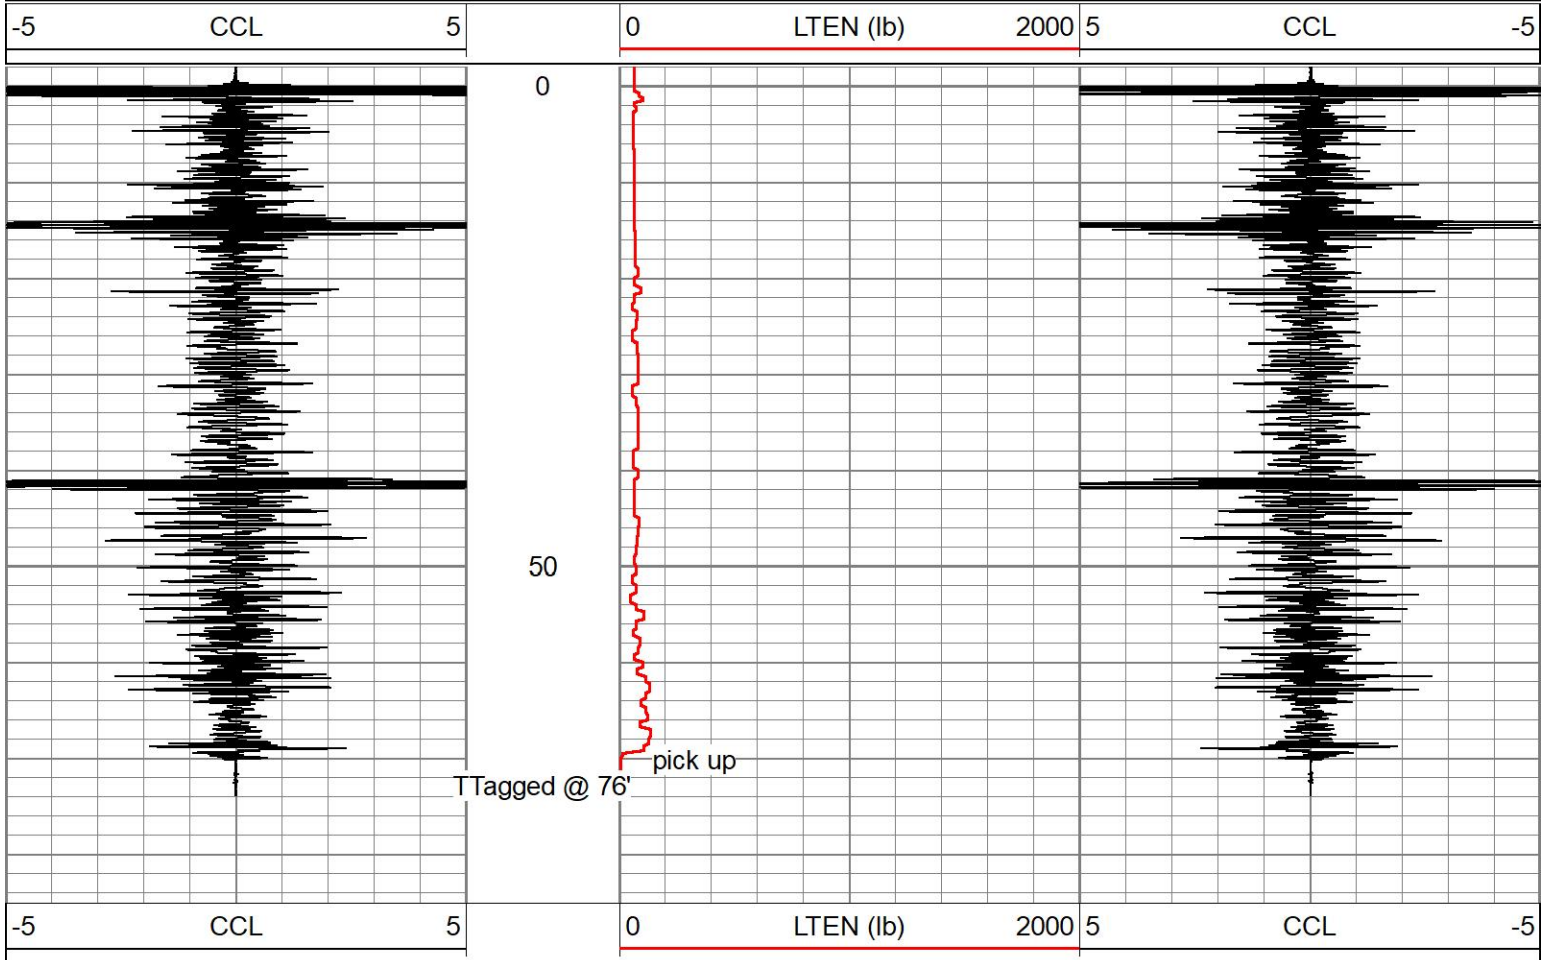 -5 CCL 5 0 LTEN (lb) 2000 5 CCL -5
0
50
pick up
TTagged @ 76'
-5 CCL 5 0 LTEN (lb) 2000 5 CCL -5